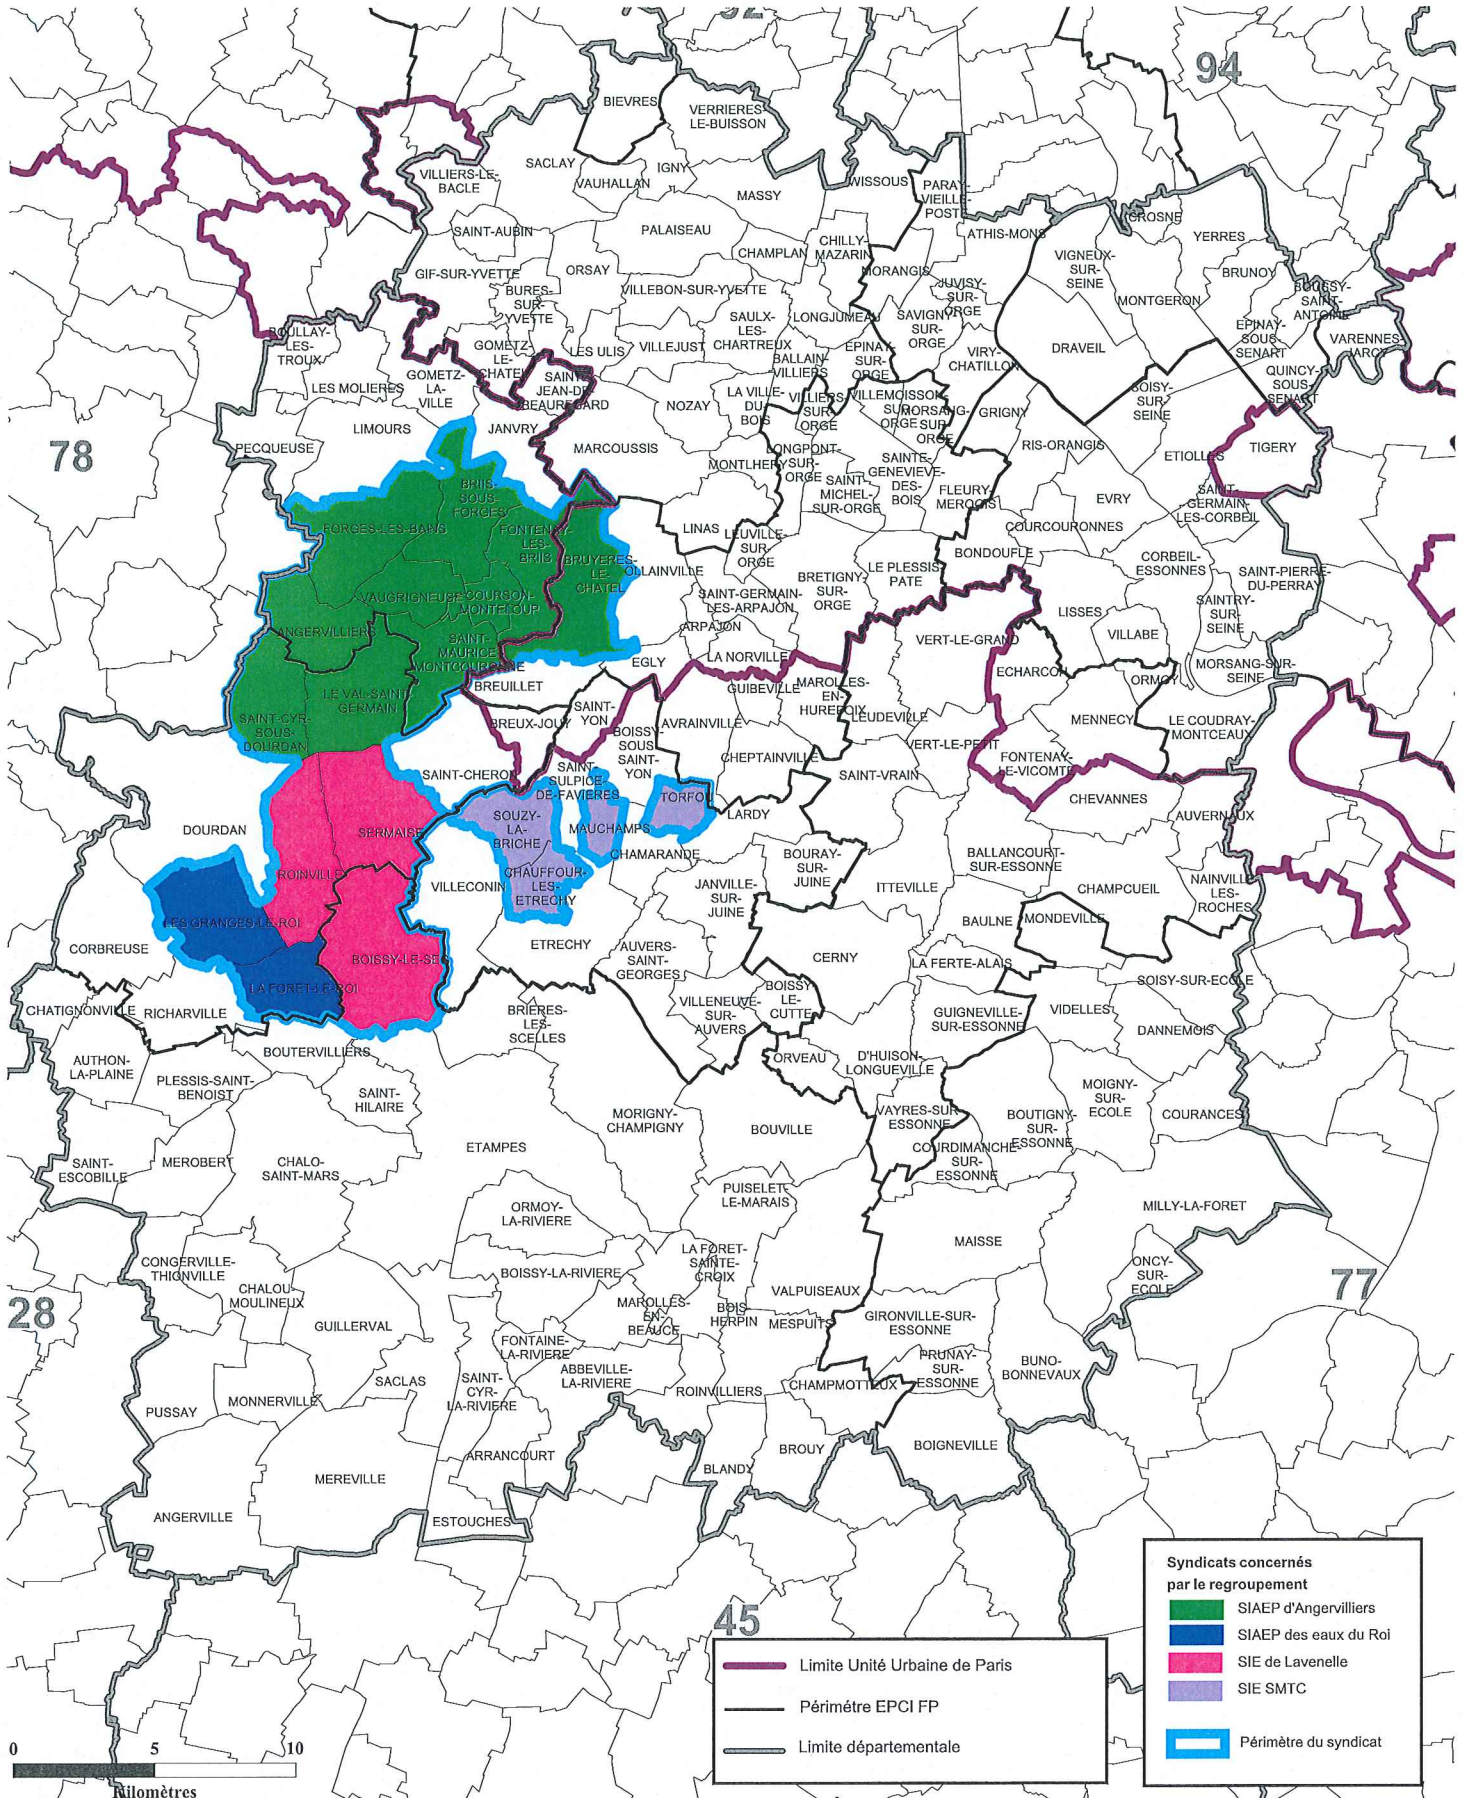 92
94
BIEVRES
VERRIERES-
LE-BUISSON
SACLAY
IGNY
VILLIERS-LE-
BACLE
VAUHALLAN
MASSY
WISSOUS
PARAY-
VIEILLE-
POSTE
CROSNE
SAINT-AUBIN
PALAISEAU
ATHIS-MONS
YERRES
CHAMPLAN
CHILLY-
MAZARIN
VIGNEUX-
SUR-
SEINE
GIF-SUR-YVETTE
ORSAY
MORANGIS
BRUNOY
BURES-
SUR-
YVETTE
VILLEBON-SUR-YVETTE
JUVISY-
SUR-
ORGE
MONTGERON
BOUSSY-
SAINT-
ANTOINE
SAULX-
LES-
CHARTREUX
LONGJUMEAU
SAVIGNY-
SUR-
ORGE
EPINAY-
SOUS-
SENART
BOULLAY-
LES-
TROUX
GOMETZ-
LE-
CHATEL
LES ULIS
VILLEJUST
BALLAIN-
VILLIERS
EPINAY-
SUR-
ORGE
VIRY-
CHATILLON
DRAVEIL
VARENNES-
JARCY
LES MOLIERES
GOMETZ-
LA-
VILLE
SAINT-
JEAN-DE-
BEAUREGARD
QUINCY-
SOUS-
SENART
NOZAY
LA VILLE-
DU-
BOIS
VILLIERS-
SUR-
ORGE
VILLEMOISSON-
SUR-
ORGE
MORSANG-
SUR-
ORGE
GRIGNY
SOISY-
SUR-
SEINE
LIMOURS
JANVRY
PECQUEUSE
78
MARCOUSSIS
MONTLHERY
LONGPONT-
SUR-
ORGE
SAINTE-
GENEVIEVE-
DES-
BOIS
RIS-ORANGIS
ETIOLLES
TIGERY
BRIIS-
SOUS-
FORGES
SAINT-
MICHEL-
SUR-ORGE
FLEURY-
MEROGIS
EVRY
SAINT-
GERMAIN-
LES-CORBEIL
FORGES-LES-BAINS
FONTENAY-
LES-
BRIIS
LINAS
LEUVILLE-
SUR-
ORGE
COURCOURONNES
BRUYERES-
LE-
CHATEL
OLLAINVILLE
BONDOUFLE
CORBEIL-
ESSONNES
LE PLESSIS-
PATE
BRETIGNY-
SUR-
ORGE
SAINT-PIERRE-
DU-PERRAY
VAUGRIGNEUSE
COURSON-
MONTELOUP
SAINT-GERMAIN-
LES-ARPAJON
LISSES
SAINTRY-
SUR-
SEINE
ANGERVILLIERS
SAINT-
MAURICE-
MONTCOURONNE
ARPAJON
VERT-LE-GRAND
VILLABE
EGLY
LA NORVILLE
ECHARCON
MORSANG-SUR-
SEINE
ORMOY
LE VAL-SAINT-
GERMAIN
BREUILLET
GUIBEVILLE
MAROLLES-
EN-
HUREPOIX
SAINT-CYR-
SOUS-
DOURDAN
BREUX-JOUY
SAINT-
YON
AVRAINVILLE
LEUDEVILLE
MENNECY
LE COUDRAY-
MONTCEAUX
BOISSY-
SOUS-
SAINT-
YON
CHEPTAINVILLE
VERT-LE-PETIT
FONTENAY-
LE-VICOMTE
SAINT-CHERON
SAINT-
SULPICE-
DE-FAVIERES
SAINT-VRAIN
TORFOU
CHEVANNES
LARDY
AUVERNAUX
DOURDAN
SERMAISE
SOUZY-
LA-
BRICHE
MAUCHAMPS
CHAMARANDE
BOURAY-
SUR-
JUINE
BALLANCOURT-
SUR-ESSONNE
ROINVILLE
VILLECONIN
CHAUFFOUR-
LES-
ETRECHY
JANVILLE-
SUR-
JUINE
ITTEVILLE
CHAMPCUEIL
NAINVILLE-
LES-
ROCHES
LES GRANGES-LE-ROI
BAULNE
MONDEVILLE
CORBREUSE
ETRECHY
AUVERS-
SAINT-
GEORGES
CERNY
BOISSY-LE-SEC
LA FERTE-ALAIS
LA FORET-LE-ROI
BOISSY-
LE-
CUTTE
SOISY-SUR-ECOLE
CHATIGNONVILLE
RICHARVILLE
BRIERES-
LES-
SCELLES
VILLENEUVE-
SUR-
AUVERS
GUIGNEVILLE-
SUR-ESSONNE
VIDELLES
DANNEMOIS
BOUTERVILLIERS
ORVEAU
D'HUISON-
LONGUEVILLE
AUTHON-
LA-PLAINE
PLESSIS-SAINT-
BENOIST
SAINT-
HILAIRE
MOIGNY-
SUR-
ECOLE
MORIGNY-
CHAMPIGNY
VAYRES-SUR-
ESSONNE
BOUTIGNY-
SUR-
ESSONNE
COURANCES
BOUVILLE
ETAMPES
COURDIMANCHE-
SUR-
ESSONNE
SAINT-
ESCOBILLE
MEROBERT
CHALO-
SAINT-MARS
PUISELET-
LE-MARAIS
MILLY-LA-FORET
ORMOY-
LA-RIVIERE
MAISSE
CONGERVILLE-
THIONVILLE
LA FORET-
SAINTE-
CROIX
ONCY-
SUR-
ECOLE
BOISSY-LA-RIVIERE
28
CHALOU-
MOULINEUX
VALPUISEAUX
77
MAROLLES-
EN-
BEAUCE
BOIS-
HERPIN
MESPUITS
GIRONVILLE-SUR-
ESSONNE
GUILLERVAL
FONTAINE-
LA-RIVIERE
ABBEVILLE-
LA-RIVIERE
PRUNAY-
SUR-
ESSONNE
BUNO-
BONNEVAUX
SACLAS
SAINT-
CYR-
LA-RIVIERE
ROINVILLIERS
CHAMPMOTTEUX
MONNERVILLE
PUSSAY
ARRANCOURT
BROUY
BOIGNEVILLE
MEREVILLE
BLANDY
ANGERVILLE
ESTOUCHES
45
Syndicats concernés
par le regroupement
SIAEP d'Angervilliers
SIAEP des eaux du Roi
SIE de Lavenelle
SIE SMTC
Périmètre du syndicat
Limite Unité Urbaine de Paris
Périmétre EPCI FP
Limite départementale
0 5 10
Kilomètres